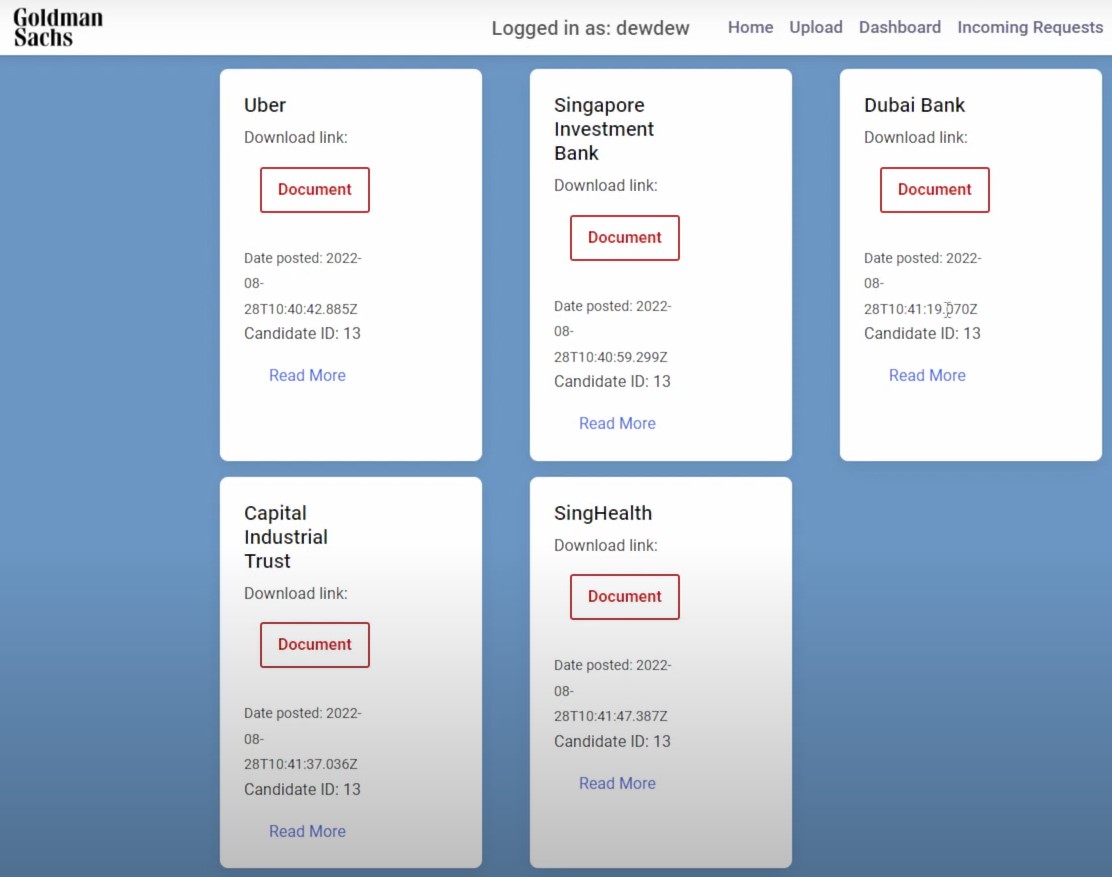 Goldman
Sachs
Logged in as: dewdew
Home
Upload
Dashboard
Incoming Requests
Uber
Download link:
Document
Date posted: 2022-
08-
28T10:40:42.885Z
Candidate ID: 13
Read More
Singapore
Investment
Bank
Download link:
Document
Date posted: 2022-
08-
28T10:40:59.299Z
Candidate ID: 13
Read More
Dubai Bank
Download link:
Document
Date posted: 2022-
08-
28T10:41:19.070Z
Candidate ID: 13
Read More
Capital
Industrial
Trust
Download link:
Document
Date posted: 2022-
08-
28T10:41:37.036Z
Candidate ID: 13
Read More
SingHealth
Download link:
Document
Date posted: 2022-
08-
28T10:41:47.387Z
Candidate ID: 13
Read More